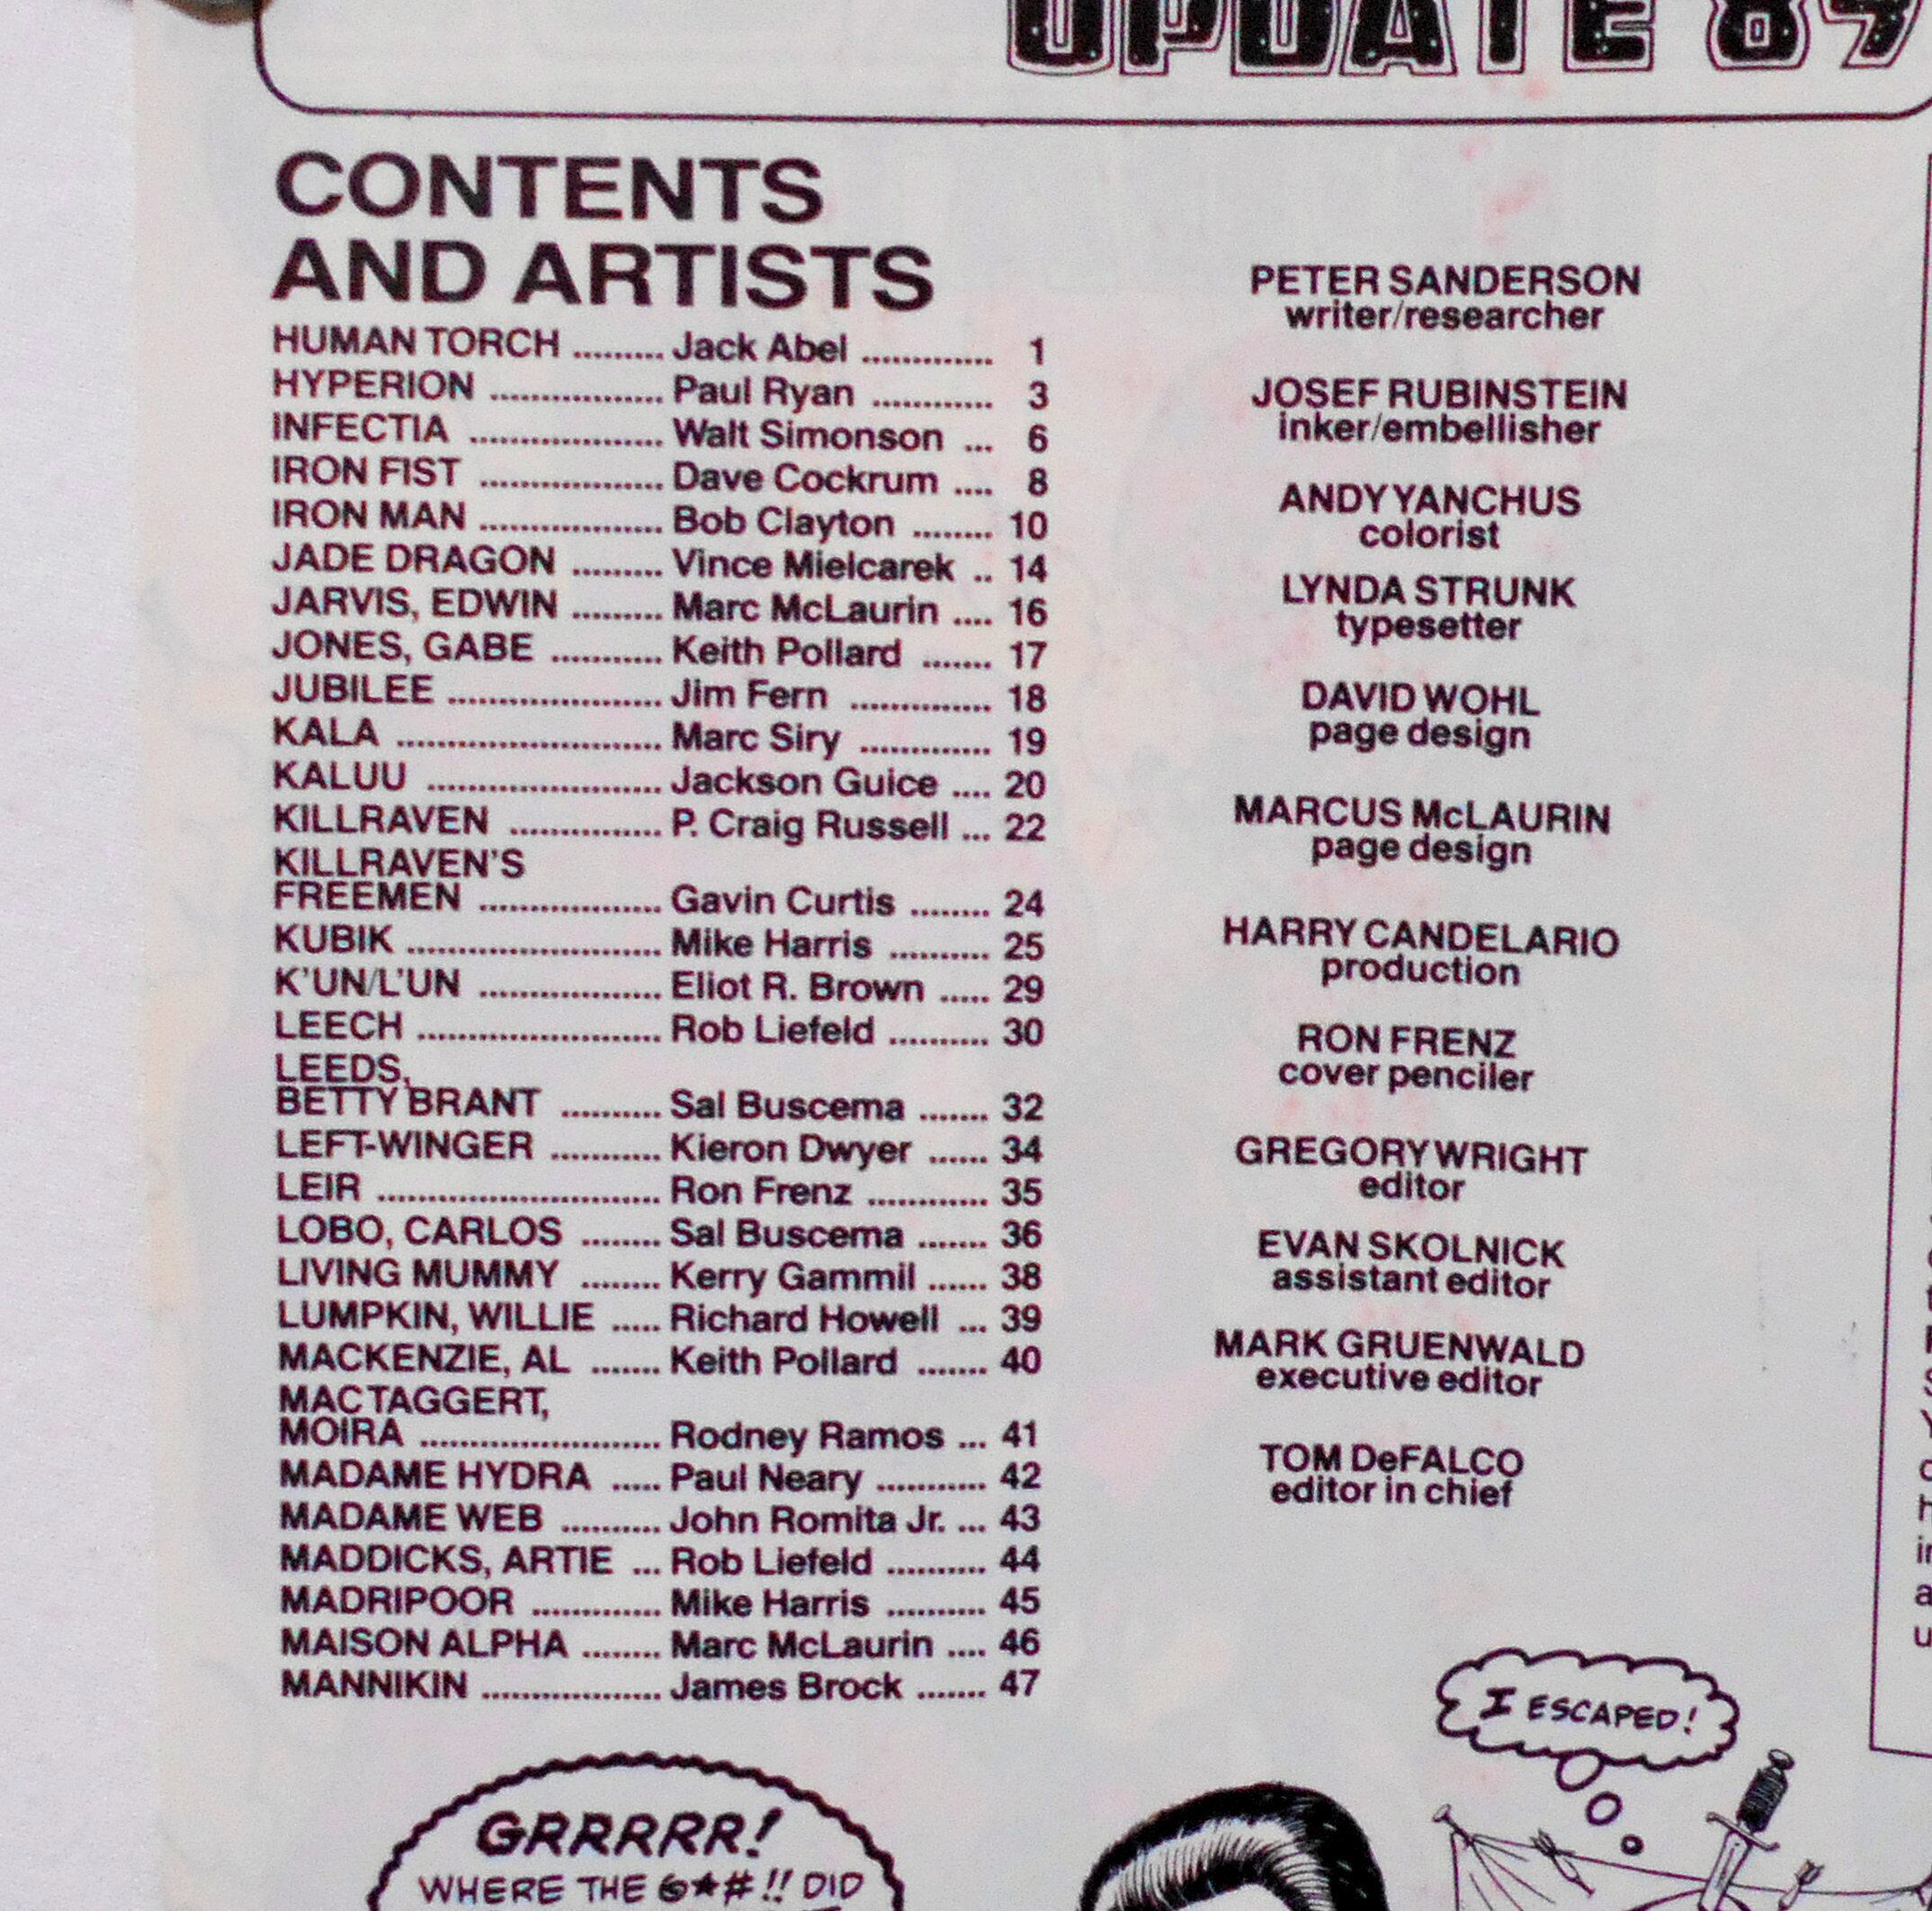 UPDATE 89
CONTENTS
AND ARTISTS
HUMAN TORCH ......... Jack Abel ............. 1
HYPERION ................. Paul Ryan ............ 3
INFECTIA ................... Walt Simonson ... 6
IRON FIST .................. Dave Cockrum .... 8
IRON MAN .................. Bob Clayton ........ 10
JADE DRAGON ......... Vince Mielcarek .. 14
JARVIS, EDWIN ......... Marc McLaurin .... 16
JONES, GABE ........... Keith Pollard ....... 17
JUBILEE ..................... Jim Fern .............. 18
KALA .......................... Marc Siry ............. 19
KALUU ....................... Jackson Guice .... 20
KILLRAVEN ............... P. Craig Russell ... 22
KILLRAVEN'S
FREEMEN .................. Gavin Curtis ........ 24
KUBIK ......................... Mike Harris .......... 25
K'UN/L'UN .................. Eliot R. Brown ..... 29
LEECH ........................ Rob Liefeld .......... 30
LEEDS,
BETTY BRANT .......... Sal Buscema ....... 32
LEFT-WINGER ........... Kieron Dwyer ...... 34
LEIR ............................ Ron Frenz ............ 35
LOBO, CARLOS ........ Sal Buscema ....... 36
LIVING MUMMY ........ Kerry Gammil ...... 38
LUMPKIN, WILLIE ..... Richard Howell ... 39
MACKENZIE, AL ....... Keith Pollard ....... 40
MACTAGGERT,
MOIRA ........................ Rodney Ramos ... 41
MADAME HYDRA ..... Paul Neary ........... 42
MADAME WEB .......... John Romita Jr. ... 43
MADDICKS, ARTIE ... Rob Liefeld .......... 44
MADRIPOOR ............. Mike Harris .......... 45
MAISON ALPHA ........ Marc McLaurin .... 46
MANNIKIN .................. James Brock ....... 47
PETER SANDERSON
writer/researcher
JOSEF RUBINSTEIN
inker/embellisher
ANDY YANCHUS
colorist
LYNDA STRUNK
typesetter
DAVID WOHL
page design
MARCUS McLAURIN
page design
HARRY CANDELARIO
production
RON FRENZ
cover penciler
GREGORY WRIGHT
editor
EVAN SKOLNICK
assistant editor
MARK GRUENWALD
executive editor
TOM DeFALCO
editor in chief
I ESCAPED!
GRRRRR!
WHERE THE @*#!! DID